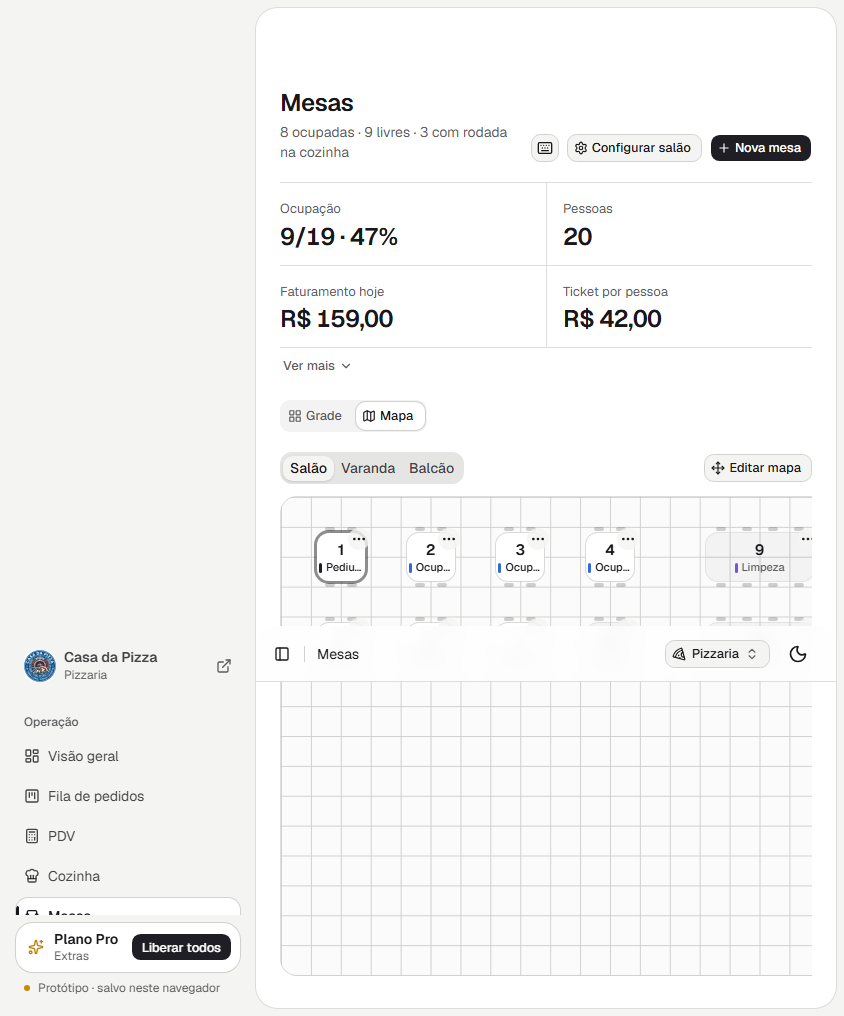 Mesas
8 ocupadas · 9 livres · 3 com rodada
na cozinha
Configurar salão
+ Nova mesa
Ocupação
9/19 · 47%
Pessoas
20
Faturamento hoje
R$ 159,00
Ticket por pessoa
R$ 42,00
Ver mais
Grade
Mapa
Salão
Varanda
Balcão
Editar mapa
1
Pediu...
2
Ocup...
3
Ocup...
4
Ocup...
9
Limpeza
Mesas
Pizzaria
Casa da Pizza
Pizzaria
Operação
Visão geral
Fila de pedidos
PDV
Cozinha
Mesas
Plano Pro
Extras
Liberar todos
Protótipo · salvo neste navegador